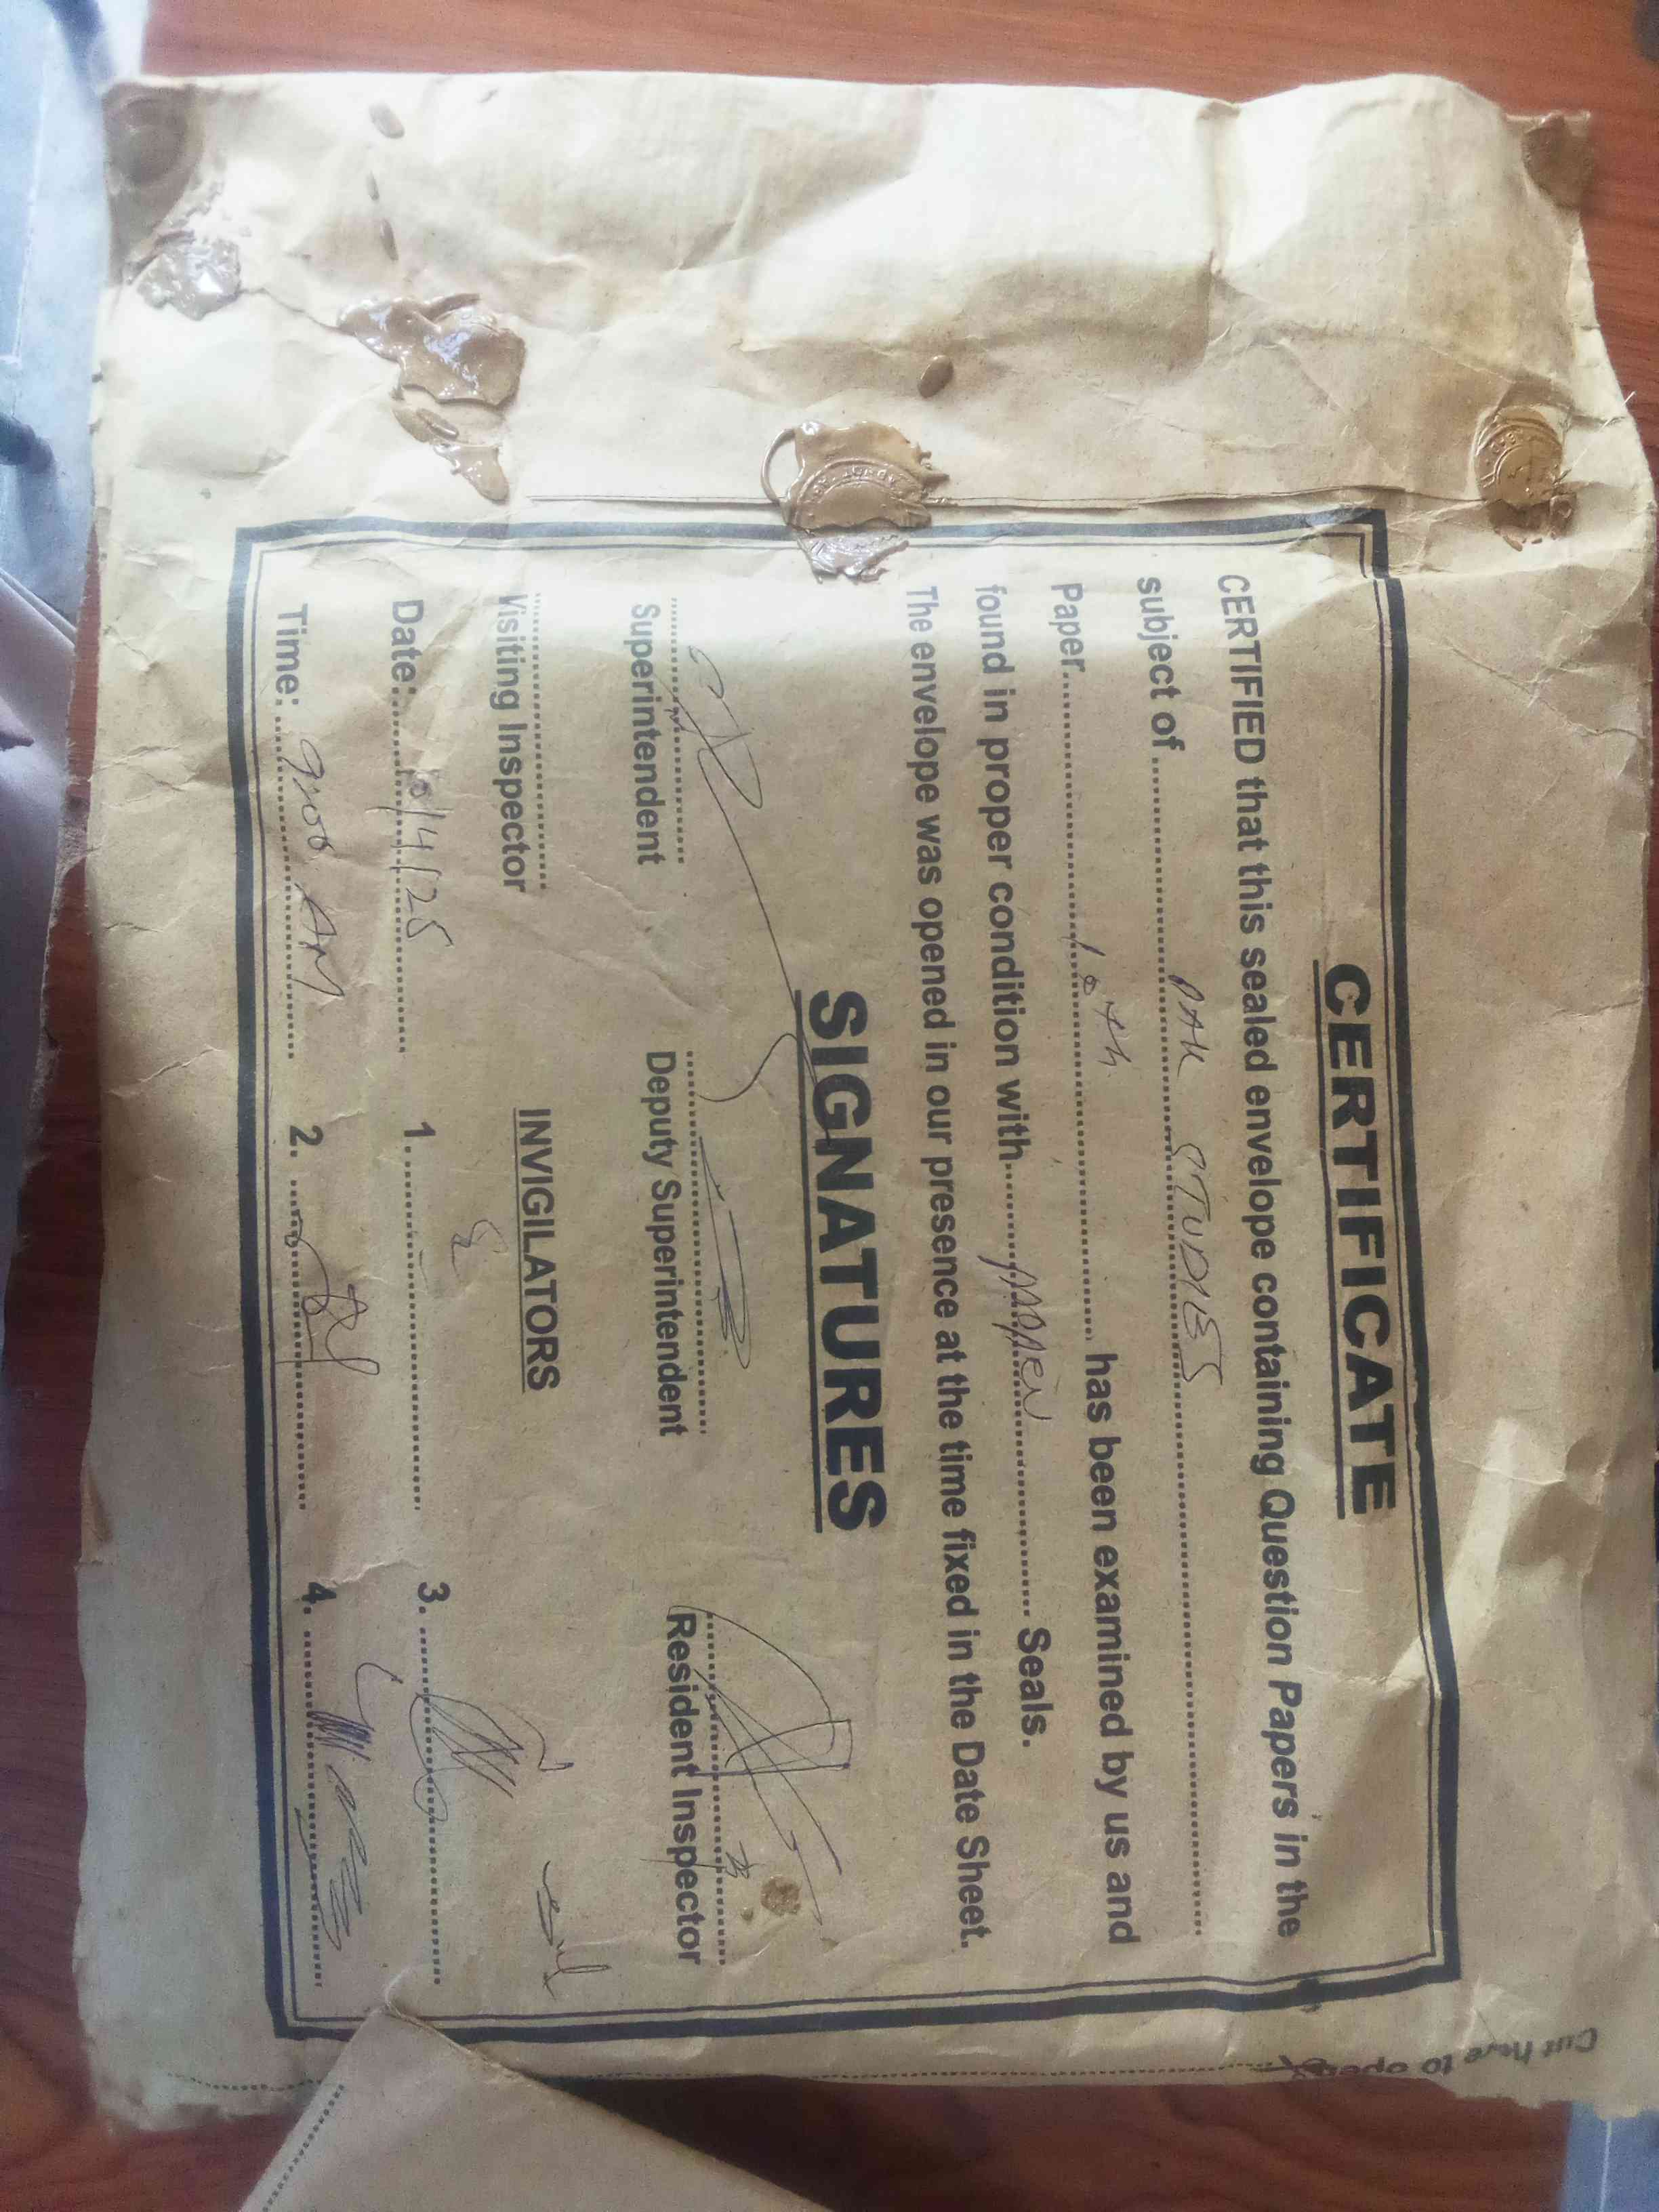 CERTIFICATE
CERTIFIED that this sealed envelope containing Question Papers in the
subject of.......... PAK STUDIES ..........
Paper.......... 10th .......... has been examined by us and
found in proper condition with.......... proper .......... Seals.
The envelope was opened in our presence at the time fixed in the Date Sheet.
SIGNATURES
Superintendent Deputy Superintendent Resident Inspector
Visiting Inspector INVIGILATORS
Date: /4/25 1. 3.
Time: 9:00 AM 2. 4.
Cut here to open